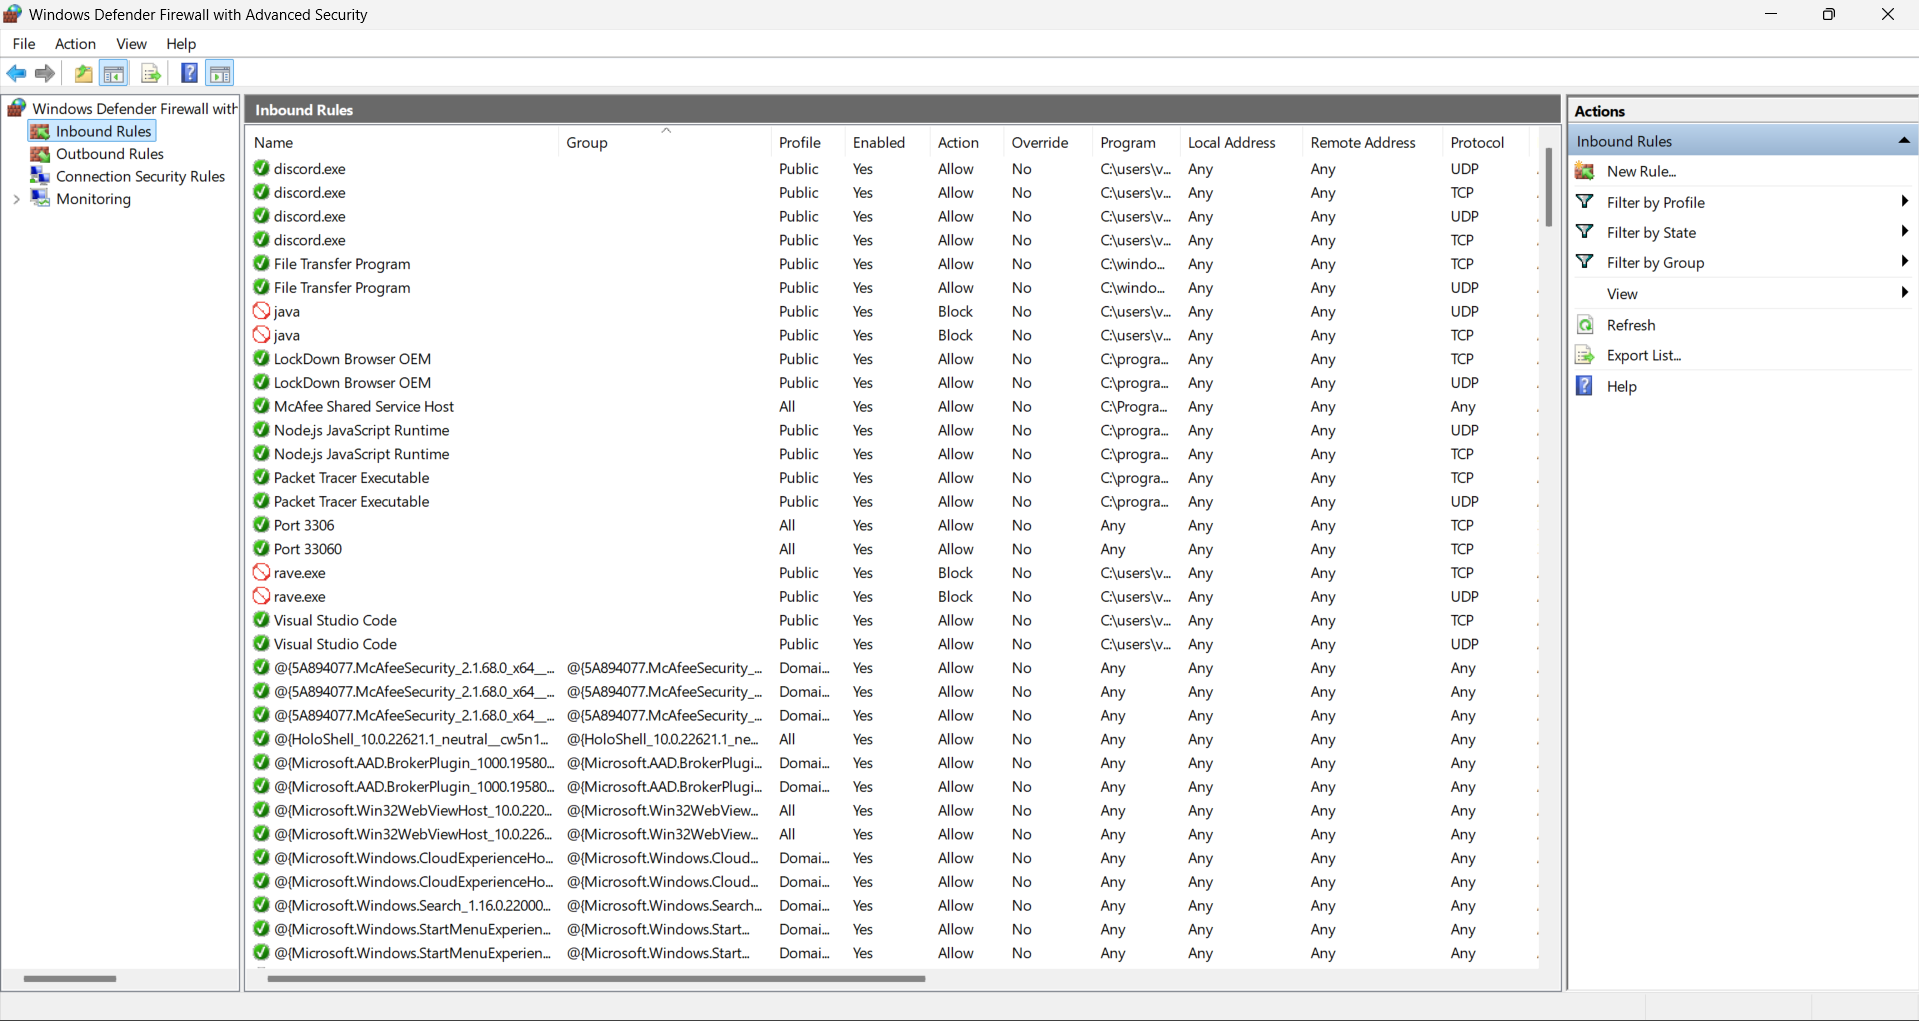 Windows Defender Firewall with Advanced Security
File Action View Help
Windows Defender Firewall with
Inbound Rules
Outbound Rules
Connection Security Rules
Monitoring
Inbound Rules
Name Group Profile Enabled Action Override Program Local Address Remote Address Protocol
discord.exe Public Yes Allow No C:\users\v... Any Any UDP
discord.exe Public Yes Allow No C:\users\v... Any Any TCP
discord.exe Public Yes Allow No C:\users\v... Any Any UDP
discord.exe Public Yes Allow No C:\users\v... Any Any TCP
File Transfer Program Public Yes Allow No C:\windo... Any Any TCP
File Transfer Program Public Yes Allow No C:\windo... Any Any UDP
java Public Yes Block No C:\users\v... Any Any UDP
java Public Yes Block No C:\users\v... Any Any TCP
LockDown Browser OEM Public Yes Allow No C:\progra... Any Any TCP
LockDown Browser OEM Public Yes Allow No C:\progra... Any Any UDP
McAfee Shared Service Host All Yes Allow No C:\Progra... Any Any Any
Node.js JavaScript Runtime Public Yes Allow No C:\progra... Any Any UDP
Node.js JavaScript Runtime Public Yes Allow No C:\progra... Any Any TCP
Packet Tracer Executable Public Yes Allow No C:\progra... Any Any TCP
Packet Tracer Executable Public Yes Allow No C:\progra... Any Any UDP
Port 3306 All Yes Allow No Any Any Any TCP
Port 33060 All Yes Allow No Any Any Any TCP
rave.exe Public Yes Block No C:\users\v... Any Any TCP
rave.exe Public Yes Block No C:\users\v... Any Any UDP
Visual Studio Code Public Yes Allow No C:\users\v... Any Any TCP
Visual Studio Code Public Yes Allow No C:\users\v... Any Any UDP
@{5A894077.McAfeeSecurity_2.1.68.0_x64__... @{5A894077.McAfeeSecurity_... Domai... Yes Allow No Any Any Any Any
@{5A894077.McAfeeSecurity_2.1.68.0_x64__... @{5A894077.McAfeeSecurity_... Domai... Yes Allow No Any Any Any Any
@{5A894077.McAfeeSecurity_2.1.68.0_x64__... @{5A894077.McAfeeSecurity_... Domai... Yes Allow No Any Any Any Any
@{HoloShell_10.0.22621.1_neutral__cw5n1... @{HoloShell_10.0.22621.1_ne... All Yes Allow No Any Any Any Any
@{Microsoft.AAD.BrokerPlugin_1000.19580... @{Microsoft.AAD.BrokerPlugi... Domai... Yes Allow No Any Any Any Any
@{Microsoft.AAD.BrokerPlugin_1000.19580... @{Microsoft.AAD.BrokerPlugi... Domai... Yes Allow No Any Any Any Any
@{Microsoft.Win32WebViewHost_10.0.220... @{Microsoft.Win32WebView... All Yes Allow No Any Any Any Any
@{Microsoft.Win32WebViewHost_10.0.226... @{Microsoft.Win32WebView... All Yes Allow No Any Any Any Any
@{Microsoft.Windows.CloudExperienceHo... @{Microsoft.Windows.Cloud... Domai... Yes Allow No Any Any Any Any
@{Microsoft.Windows.CloudExperienceHo... @{Microsoft.Windows.Cloud... Domai... Yes Allow No Any Any Any Any
@{Microsoft.Windows.Search_1.16.0.22000... @{Microsoft.Windows.Search... Domai... Yes Allow No Any Any Any Any
@{Microsoft.Windows.StartMenuExperien... @{Microsoft.Windows.Start... Domai... Yes Allow No Any Any Any Any
@{Microsoft.Windows.StartMenuExperien... @{Microsoft.Windows.Start... Domai... Yes Allow No Any Any Any Any
Actions
Inbound Rules
New Rule...
Filter by Profile
Filter by State
Filter by Group
View
Refresh
Export List...
Help